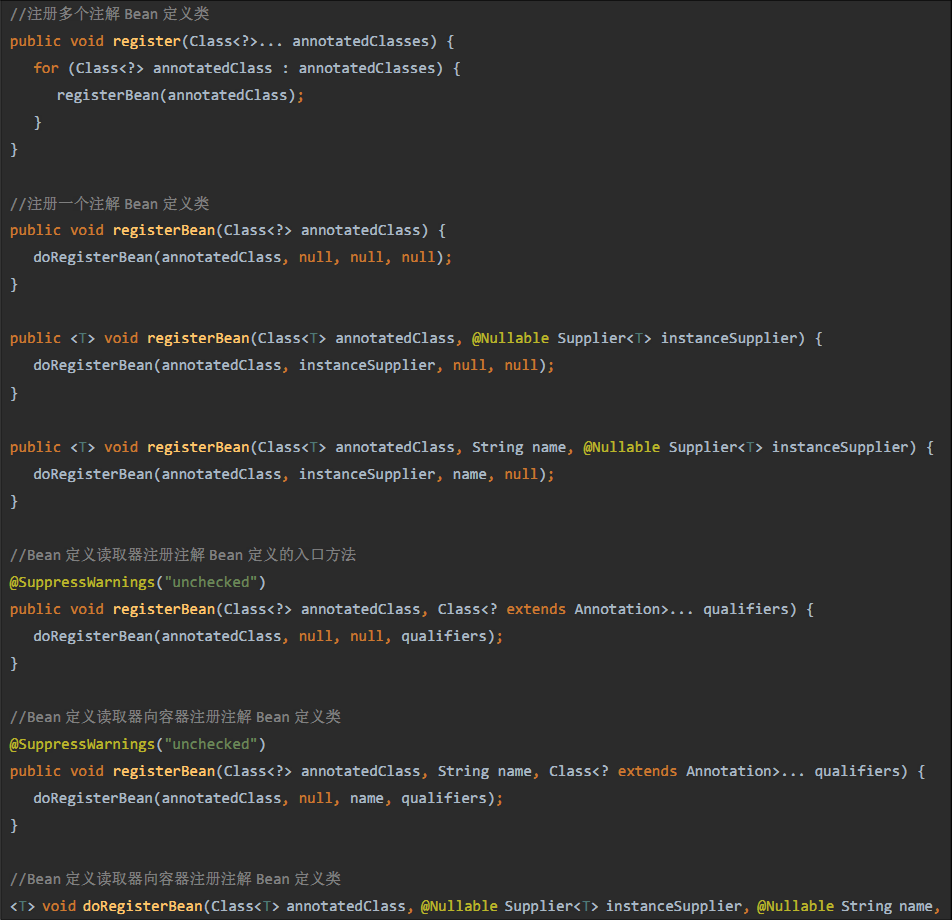 //注册多个注解 Bean 定义类
public void register(Class<?>... annotatedClasses) {
   for (Class<?> annotatedClass : annotatedClasses) {
      registerBean(annotatedClass);
   }
}

//注册一个注解 Bean 定义类
public void registerBean(Class<?> annotatedClass) {
   doRegisterBean(annotatedClass, null, null, null);
}

public <T> void registerBean(Class<T> annotatedClass, @Nullable Supplier<T> instanceSupplier) {
   doRegisterBean(annotatedClass, instanceSupplier, null, null);
}

public <T> void registerBean(Class<T> annotatedClass, String name, @Nullable Supplier<T> instanceSupplier) {
   doRegisterBean(annotatedClass, instanceSupplier, name, null);
}

//Bean 定义读取器注册注解 Bean 定义的入口方法
@SuppressWarnings("unchecked")
public void registerBean(Class<?> annotatedClass, Class<? extends Annotation>... qualifiers) {
   doRegisterBean(annotatedClass, null, null, qualifiers);
}

//Bean 定义读取器向容器注册注解 Bean 定义类
@SuppressWarnings("unchecked")
public void registerBean(Class<?> annotatedClass, String name, Class<? extends Annotation>... qualifiers) {
   doRegisterBean(annotatedClass, null, name, qualifiers);
}

//Bean 定义读取器向容器注册注解 Bean 定义类
<T> void doRegisterBean(Class<T> annotatedClass, @Nullable Supplier<T> instanceSupplier, @Nullable String name,